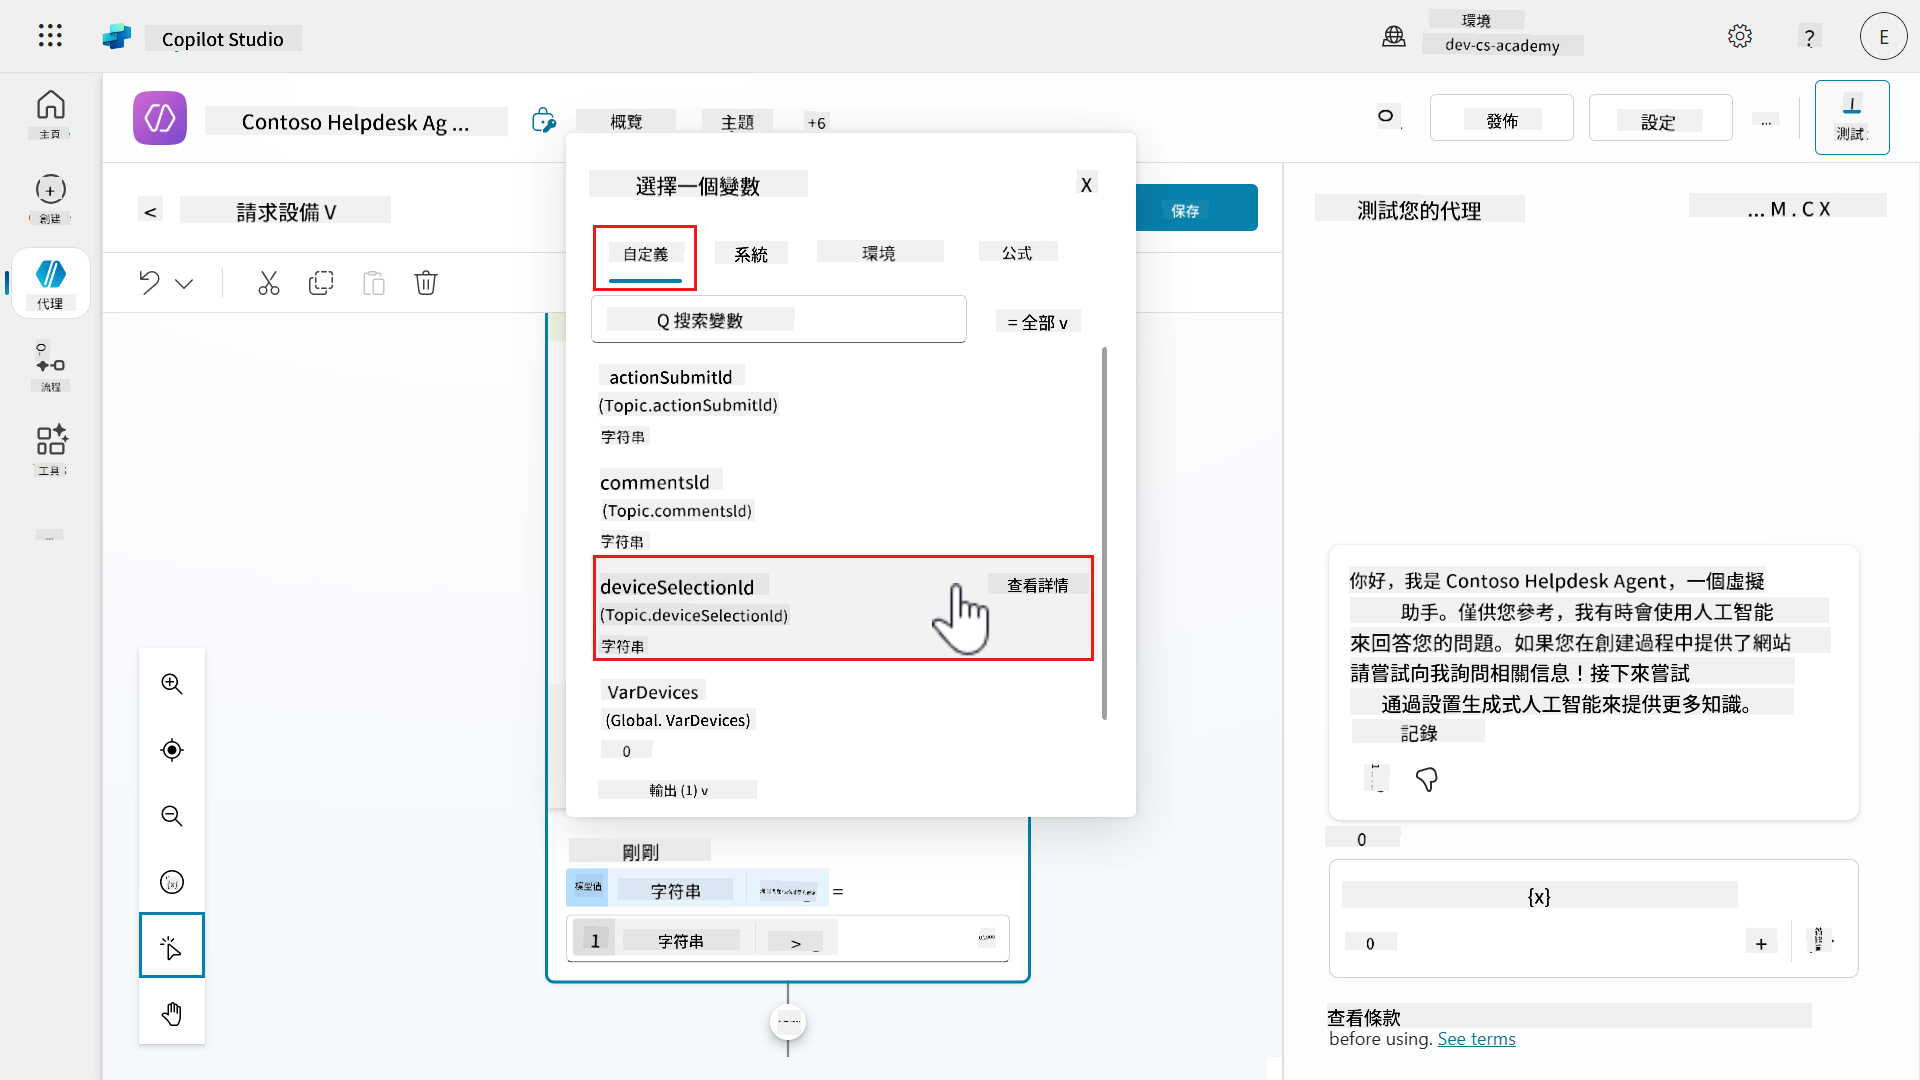 Copilot Studio
環境
dev-cs-academy
?
E
主頁
創建
代理
流程
工具
Contoso Helpdesk Ag ...
概覽
主題
+6
發佈
設定
...
測試
<
請求設備 V
保存
選擇一個變數
X
自定義
系統
環境
公式
Q 搜索變數
= 全部 v
actionSubmitld
(Topic.actionSubmitld)
字符串
commentsld
(Topic.commentsld)
字符串
deviceSelectionld
查看詳情
(Topic.deviceSelectionld)
字符串
VarDevices
(Global. VarDevices)
0
輸出 (1) v
剛剛
模型值
字符串
=
1
字符串
>
測試您的代理
... M . C X
你好，我是 Contoso Helpdesk Agent，一個虛擬
助手。僅供您參考，我有時會使用人工智能
來回答您的問題。如果您在創建過程中提供了網站
請嘗試向我詢問相關信息！接下來嘗試
通過設置生成式人工智能來提供更多知識。
記錄
0
{x}
0
+
查看條款
before using. See terms